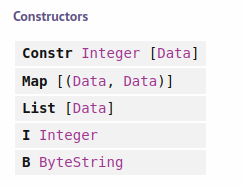 Constructors
Constr Integer [Data]
Map [(Data, Data)]
List [Data]
I Integer
B ByteString